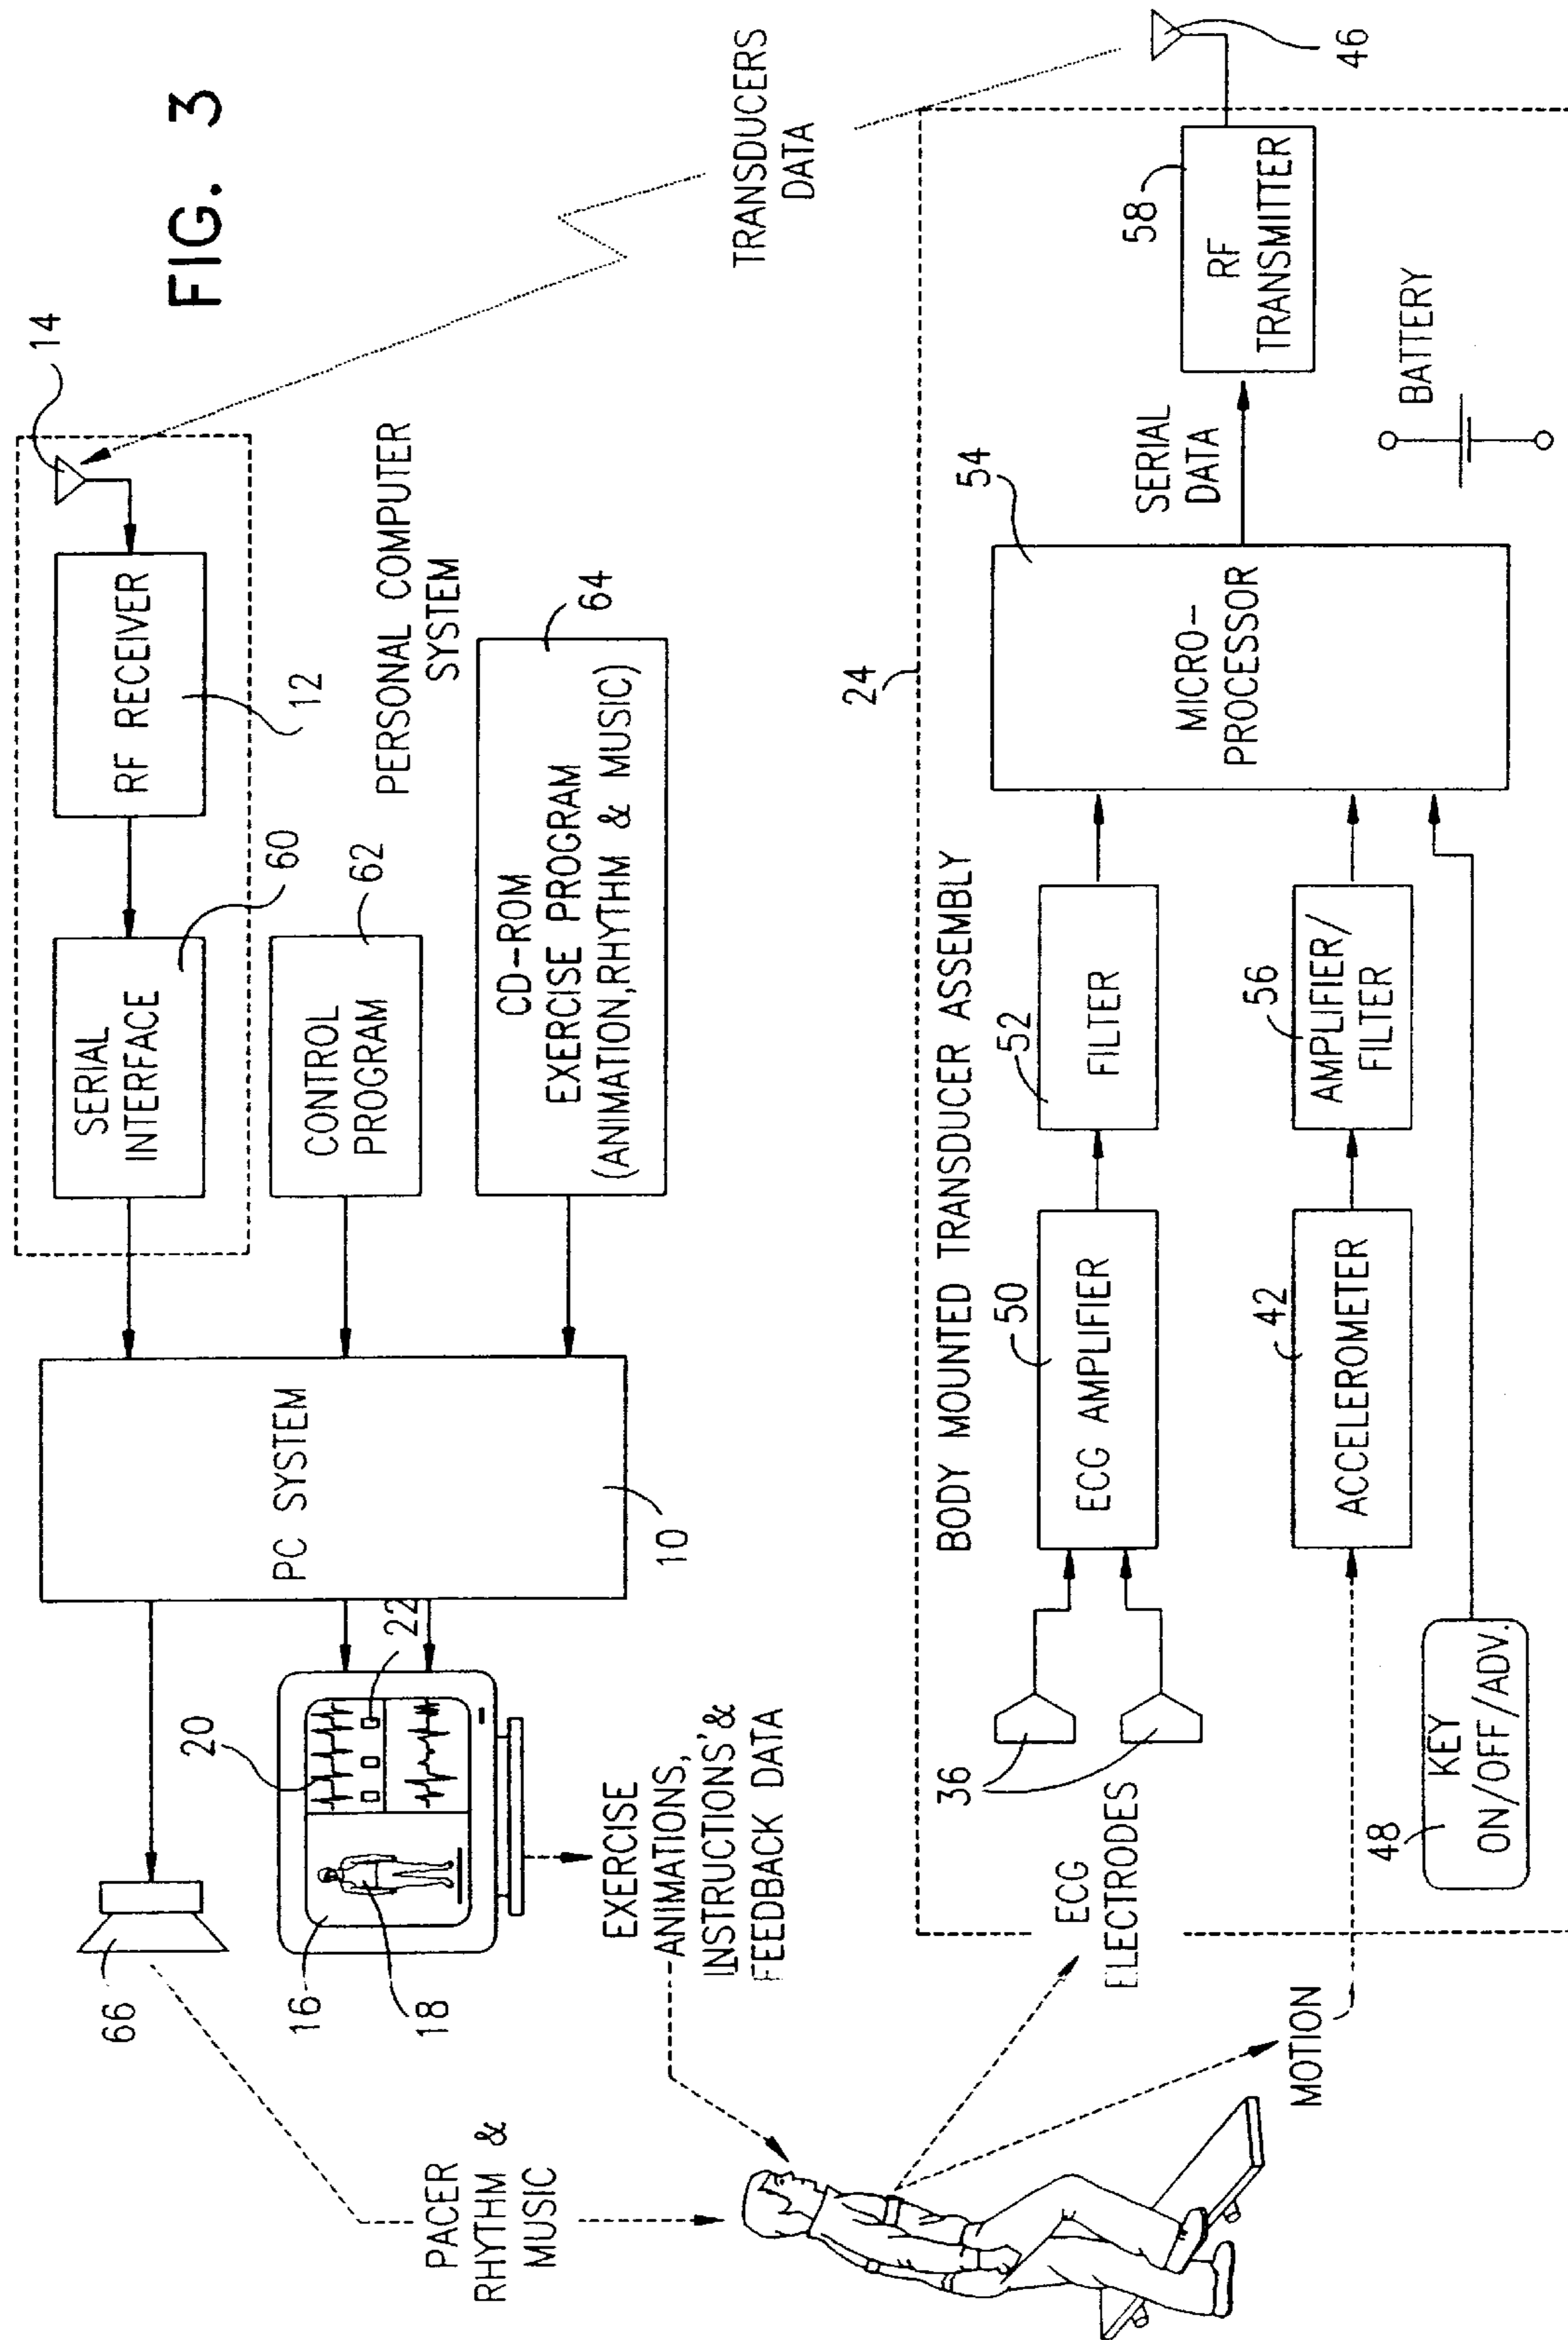 FIG. 3
66
PACER
RHYTHM &
MUSIC
16
18
20
22
EXERCISE
ANIMATIONS,
INSTRUCTIONS'&
FEEDBACK DATA
PC SYSTEM
10
SERIAL
INTERFACE
60
RF RECEIVER
12
14
CONTROL
PROGRAM
62
PERSONAL COMPUTER
SYSTEM
CD-ROM
EXERCISE PROGRAM
(ANIMATION,RHYTHM & MUSIC)
64
TRANSDUCERS
DATA
BODY MOUNTED TRANSDUCER ASSEMBLY
24
ECG
ELECTRODES
36
MOTION
50
ECG AMPLIFIER
52
FILTER
42
ACCELEROMETER
56
AMPLIFIER/
FILTER
48
KEY
ON/OFF/ADV.
54
MICRO-
PROCESSOR
SERIAL
DATA
58
RF
TRANSMITTER
46
BATTERY